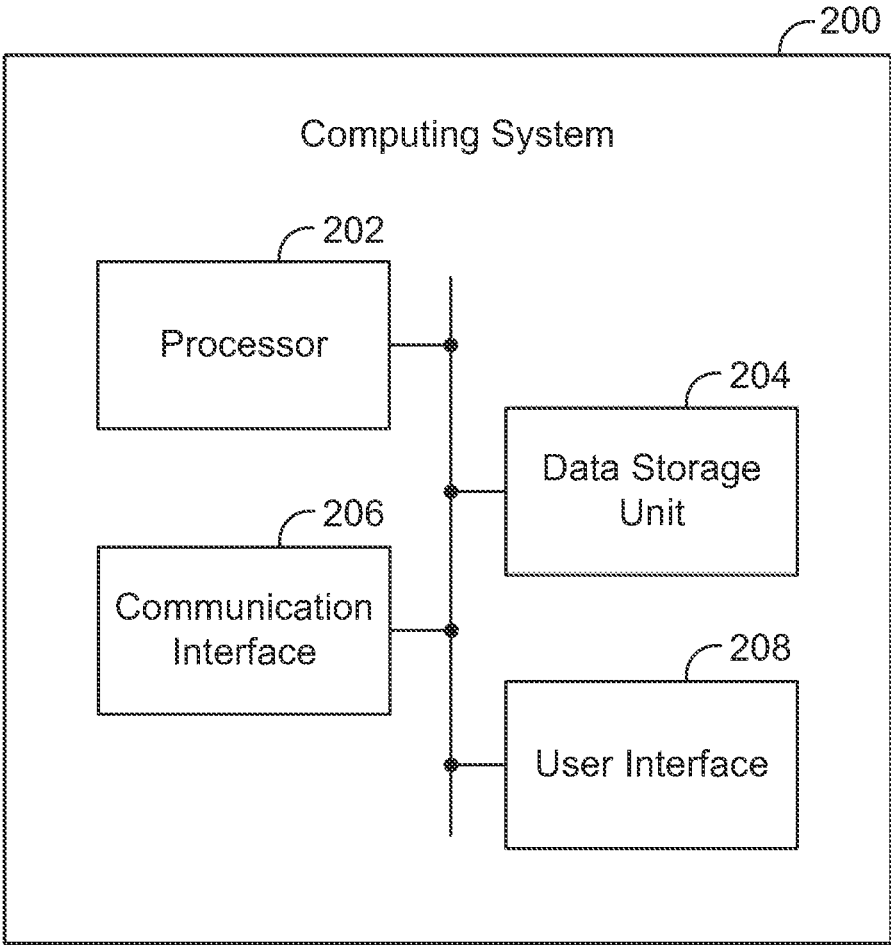 200
Computing System
202
Processor
204
Data Storage
Unit
206
Communication
Interface
208
User Interface